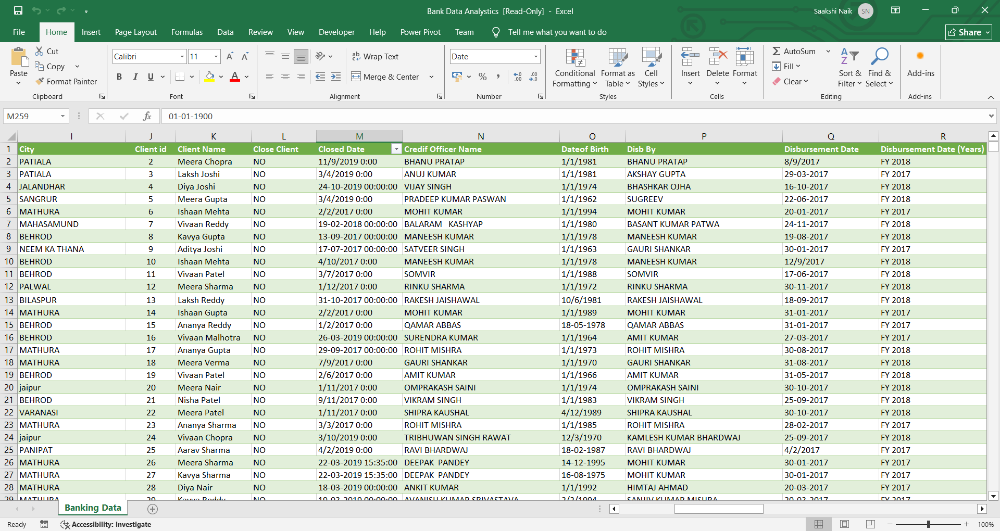 Bank Data Analystics [Read-Only] - Excel
Saakshi Naik SN
File Home Insert Page Layout Formulas Data Review View Developer Help Power Pivot Team Tell me what you want to do Share
Paste
Cut
Copy
Format Painter
Clipboard
Calibri 11
B I U A
Font
Wrap Text
Merge & Center
Alignment
Date
%
Number
Conditional Formatting
Format as Table
Cell Styles
Styles
Insert Delete Format
Cells
AutoSum
Fill
Clear
Sort & Filter
Find & Select
Editing
Add-ins
Add-ins
M259 fx 01-01-1900
I J K L M N O P Q R
1 City Client id Client Name Close Client Closed Date Credif Officer Name Dateof Birth Disb By Disbursement Date Disbursement Date (Years)
2 PATIALA 2 Meera Chopra NO 11/9/2019 0:00 BHANU PRATAP 1/1/1981 BHANU PRATAP 8/9/2017 FY 2018
3 PATIALA 3 Laksh Joshi NO 3/4/2019 0:00 ANUJ KUMAR 1/1/1981 AKSHAY GUPTA 29-03-2017 FY 2017
4 JALANDHAR 4 Diya Joshi NO 24-10-2019 00:00:00 VIJAY SINGH 1/1/1974 BHASHKAR OJHA 16-10-2017 FY 2018
5 SANGRUR 5 Meera Gupta NO 3/4/2019 0:00 PRADEEP KUMAR PASWAN 1/1/1962 SUGREEV 22-06-2017 FY 2018
6 MATHURA 6 Ishaan Mehta NO 2/2/2017 0:00 MOHIT KUMAR 1/1/1994 MOHIT KUMAR 20-01-2017 FY 2017
7 MAHASAMUND 7 Vivaan Reddy NO 19-02-2018 00:00:00 BALARAM KASHYAP 1/1/1980 BASANT KUMAR PATWA 24-11-2017 FY 2018
8 BEHROD 8 Kavya Gupta NO 13-09-2017 00:00:00 MANEESH KUMAR 1/1/1978 MANEESH KUMAR 19-08-2017 FY 2018
9 NEEM KA THANA 9 Aditya Joshi NO 17-07-2017 00:00:00 SATVEER SINGH 1/1/1963 GAURI SHANKAR 30-01-2017 FY 2017
10 BEHROD 10 Ishaan Mehta NO 4/10/2017 0:00 MANEESH KUMAR 1/1/1978 MANEESH KUMAR 12/9/2017 FY 2018
11 BEHROD 11 Vivaan Patel NO 3/7/2017 0:00 SOMVIR 1/1/1988 SOMVIR 17-06-2017 FY 2018
12 PALWAL 12 Meera Sharma NO 1/12/2017 0:00 RINKU SHARMA 1/1/1972 RINKU SHARMA 30-11-2017 FY 2018
13 BILASPUR 13 Laksh Reddy NO 31-10-2017 00:00:00 RAKESH JAISHAWAL 10/6/1981 RAKESH JAISHAWAL 18-09-2017 FY 2018
14 MATHURA 14 Ishaan Gupta NO 2/2/2017 0:00 MOHIT KUMAR 1/1/1989 MOHIT KUMAR 31-01-2017 FY 2017
15 BEHROD 15 Ananya Reddy NO 1/2/2017 0:00 QAMAR ABBAS 18-05-1978 QAMAR ABBAS 31-01-2017 FY 2017
16 BEHROD 16 Vivaan Malhotra NO 26-03-2019 00:00:00 SURENDRA KUMAR 1/1/1964 AMIT KUMAR 27-03-2017 FY 2017
17 MATHURA 17 Ananya Gupta NO 29-09-2017 00:00:00 ROHIT MISHRA 1/1/1973 ROHIT MISHRA 30-08-2017 FY 2018
18 MATHURA 18 Meera Verma NO 7/9/2017 0:00 GAURI SHANKAR 1/1/1970 GAURI SHANKAR 31-08-2017 FY 2018
19 BEHROD 19 Vivaan Patel NO 2/6/2017 0:00 AMIT KUMAR 1/1/1966 AMIT KUMAR 31-05-2017 FY 2018
20 jaipur 20 Meera Nair NO 1/11/2017 0:00 OMPRAKASH SAINI 1/1/1974 OMPRAKASH SAINI 30-10-2017 FY 2018
21 BEHROD 21 Nisha Patel NO 9/11/2017 0:00 VIKRAM SINGH 1/1/1983 VIKRAM SINGH 25-09-2017 FY 2018
22 VARANASI 22 Meera Patel NO 1/11/2017 0:00 SHIPRA KAUSHAL 4/12/1989 SHIPRA KAUSHAL 30-10-2017 FY 2018
23 MATHURA 23 Ananya Sharma NO 3/3/2017 0:00 ROHIT MISHRA 1/1/1985 ROHIT MISHRA 28-02-2017 FY 2017
24 jaipur 24 Vivaan Chopra NO 3/10/2019 0:00 TRIBHUWAN SINGH RAWAT 12/3/1970 KAMLESH KUMAR BHARDWAJ 25-09-2017 FY 2018
25 PANIPAT 25 Aarav Sharma NO 4/2/2019 0:00 RAVI BHARDWAJ 18-02-1987 RAVI BHARDWAJ 4/2/2017 FY 2017
26 MATHURA 26 Meera Sharma NO 22-03-2019 15:35:00 DEEPAK PANDEY 14-12-1995 MOHIT KUMAR 30-01-2017 FY 2017
27 MATHURA 27 Kavya Sharma NO 22-03-2019 15:35:00 DEEPAK PANDEY 16-08-1975 MOHIT KUMAR 30-01-2017 FY 2017
28 MATHURA 28 Diya Nair NO 18-03-2019 00:00:00 ANKIT KUMAR 1/1/1992 HIMTAJ AHMAD 20-03-2017 FY 2017
29 MATHURA 29 Kavya Reddy NO 19-03-2019 00:00:00 AVANISH KUMAR SRIVASTAVA 2/2/1994 SANJIV KUMAR MISHRA 20-03-2017 FY 2017
Banking Data
Ready Accessibility: Investigate 100%